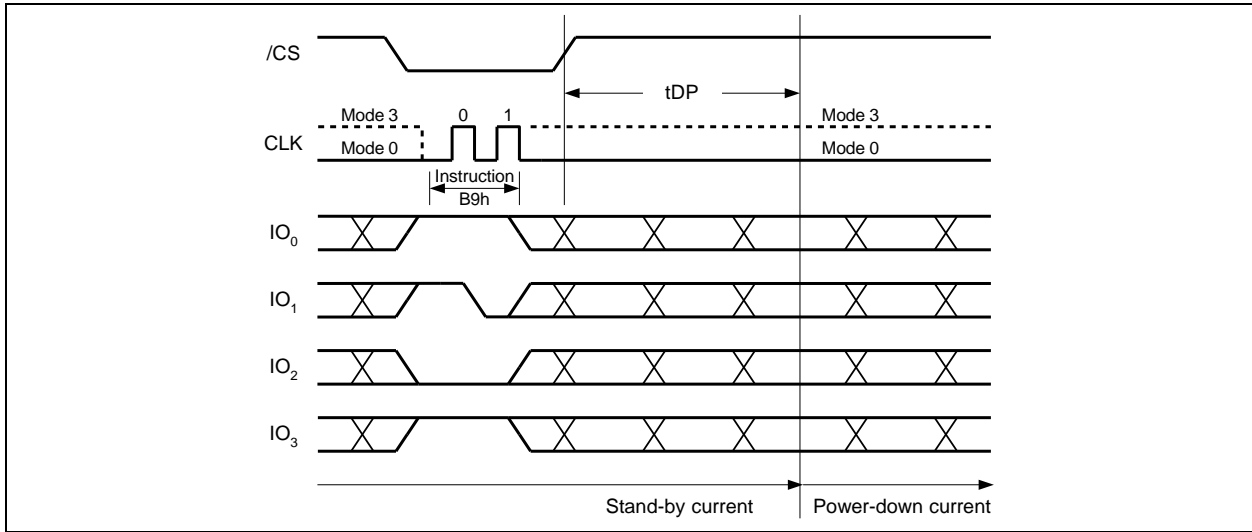 /CS
tDP
Mode 3 0 1 Mode 3
CLK
Mode 0 Mode 0
Instruction
B9h
IO0
IO1
IO2
IO3
Stand-by current Power-down current